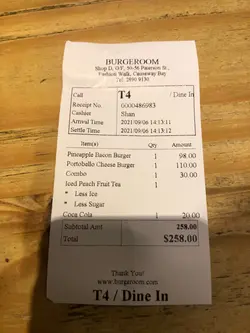 BURGEROOM
Shop D, G/F, 50-56 Paterson St.,
Fashion Walk, Causeway Bay
Tel. 2890 9130
Call T4 / Dine In
Receipt No. 0000486983
Cashier Shan
Arrival Time 2021/09/06 14:13:11
Settle Time 2021/09/06 14:13:12
Item(s) Qty Amount
Pineapple Bacon Burger 1 98.00
Portobello Cheese Burger 1 110.00
Combo 1 30.00
Iced Peach Fruit Tea 1
* Less Ice
* Less Sugar
Coca Cola 1 20.00
Subtotal Amt 258.00
Total $258.00
Thank You!
www.burgeroom.com
T4 / Dine In